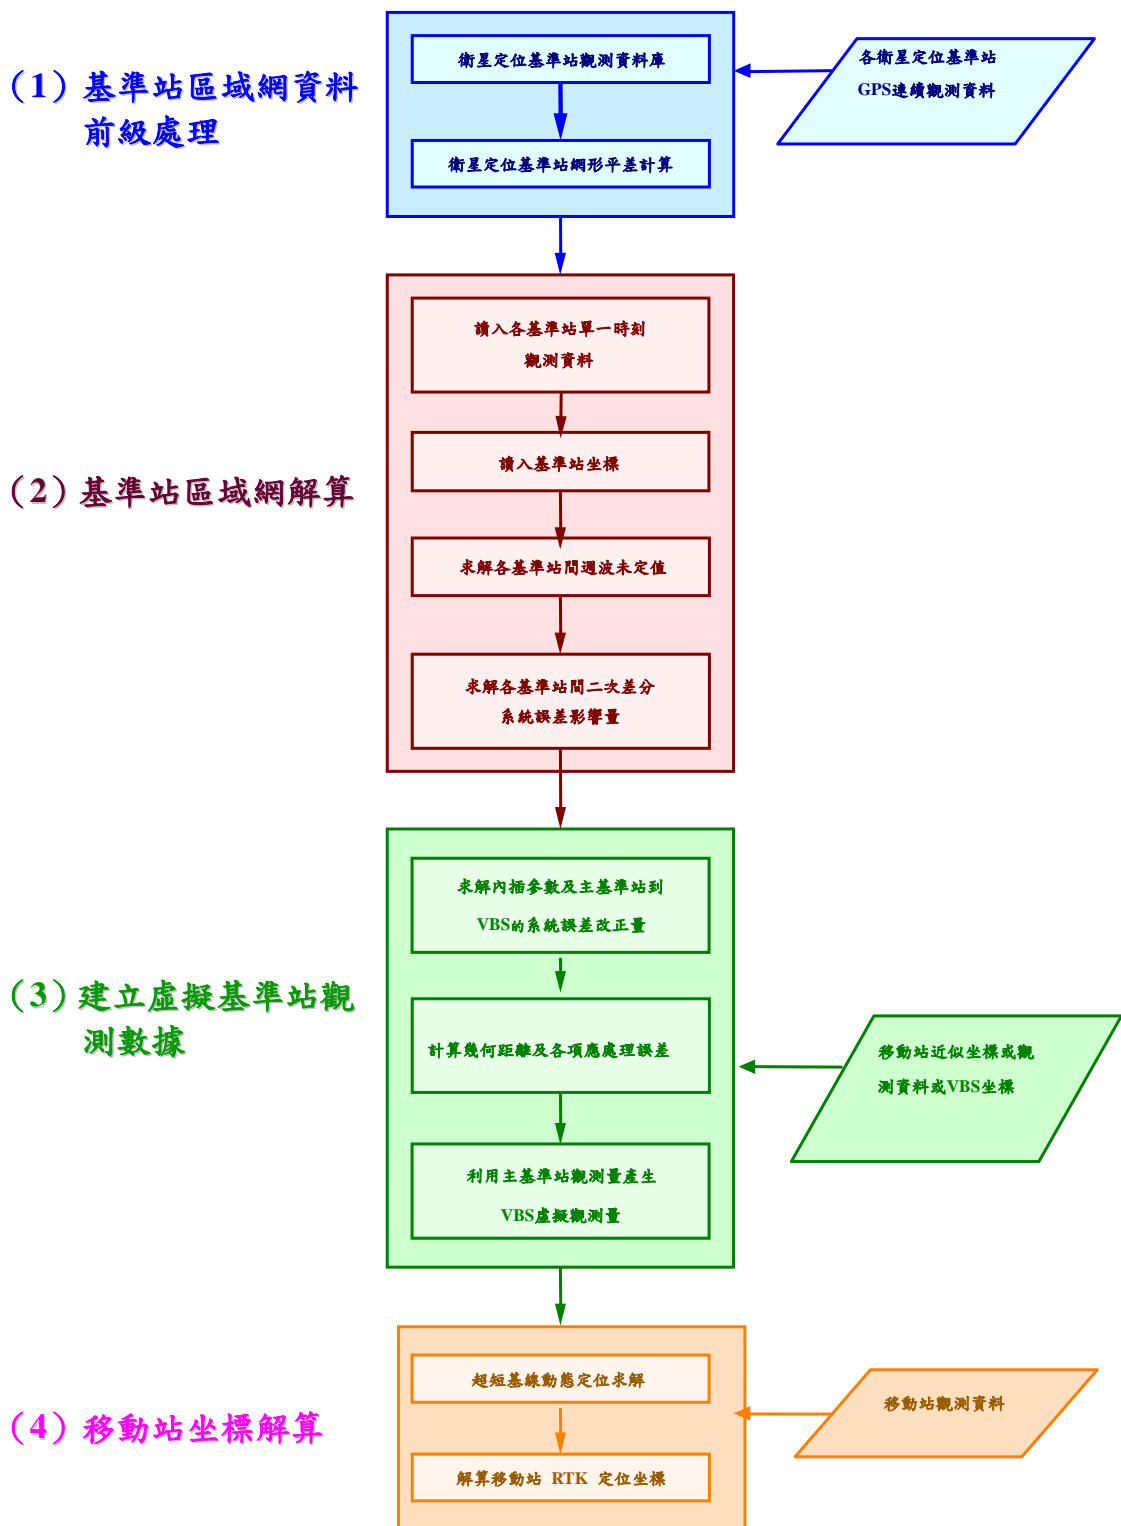 （1）基準站區域網資料
前級處理
衛星定位基準站觀測資料庫
衛星定位基準站網形平差計算
各衛星定位基準站
GPS連續觀測資料
（2）基準站區域網解算
讀入各基準站單一時刻
觀測資料
讀入基準站坐標
求解各基準站間週波未定值
求解各基準站間二次差分
系統誤差影響量
（3）建立虛擬基準站觀
測數據
求解內插參數及主基準站到
VBS的系統誤差改正量
計算幾何距離及各項應處理誤差
利用主基準站觀測量產生
VBS虛擬觀測量
移動站近似坐標或觀
測資料或VBS坐標
（4）移動站坐標解算
超短基線動態定位求解
解算移動站 RTK 定位坐標
移動站觀測資料